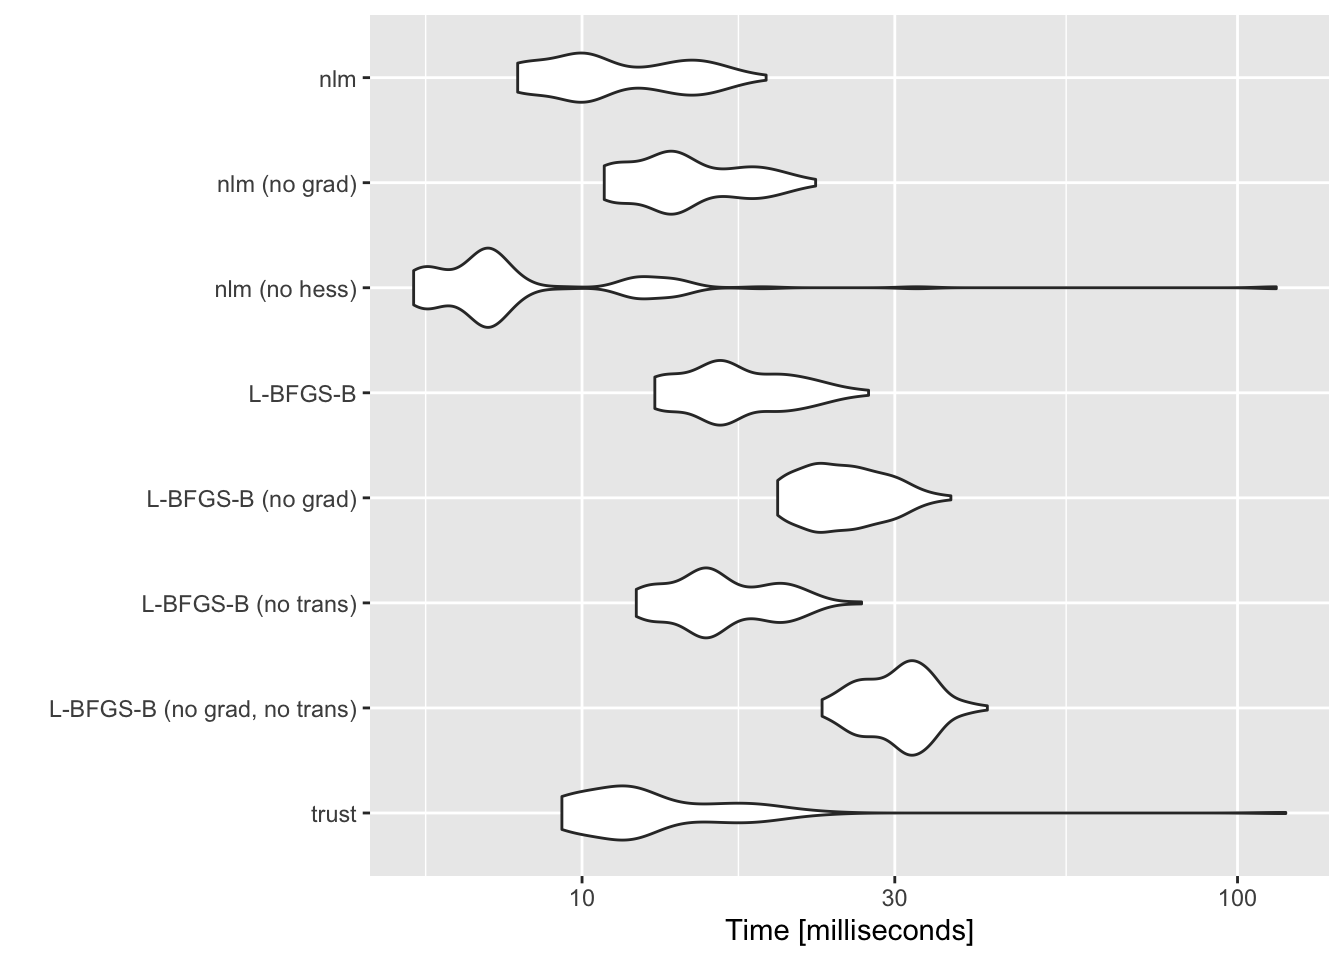 nlm
nlm (no grad)
nlm (no hess)
L-BFGS-B
L-BFGS-B (no grad)
L-BFGS-B (no trans)
L-BFGS-B (no grad, no trans)
trust
10 30 100
Time [milliseconds]